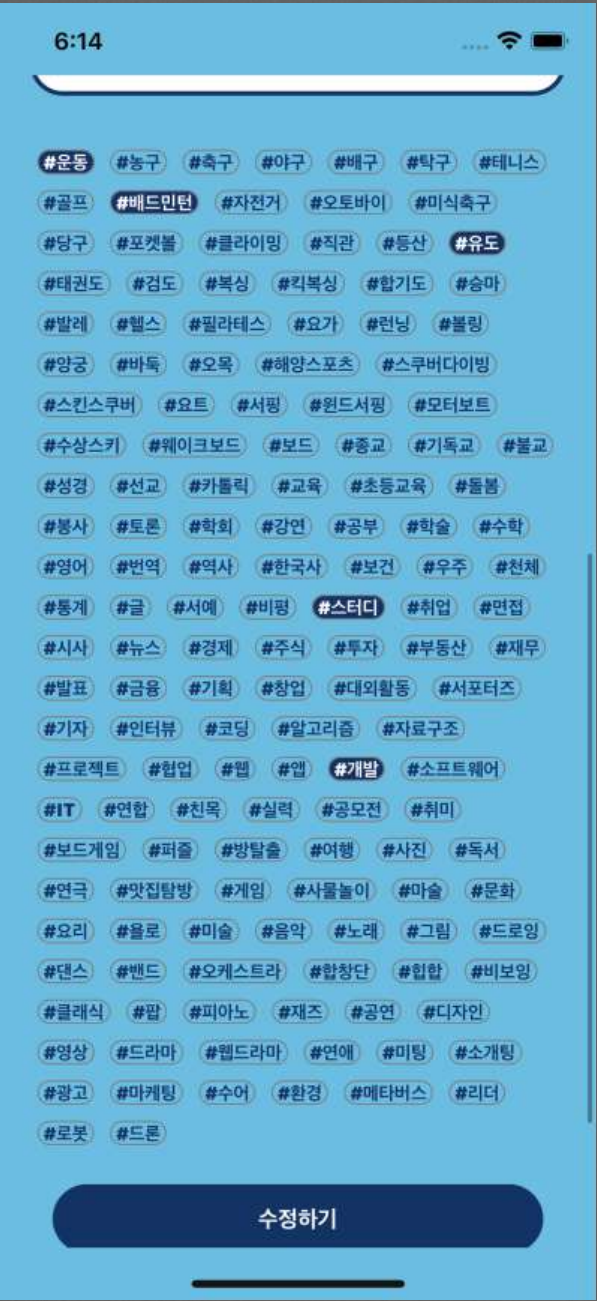 6:14
#운동 #농구 #축구 #야구 #배구 #탁구 #테니스
#골프 #배드민턴 #자전거 #오토바이 #미식축구
#당구 #포켓볼 #클라이밍 #직관 #등산 #유도
#태권도 #검도 #복싱 #킥복싱 #합기도 #승마
#발레 #헬스 #필라테스 #요가 #런닝 #볼링
#양궁 #바둑 #오목 #해양스포츠 #스쿠버다이빙
#스킨스쿠버 #요트 #서핑 #윈드서핑 #모터보트
#수상스키 #웨이크보드 #보드 #종교 #기독교 #불교
#성경 #선교 #카톨릭 #교육 #초등교육 #돌봄
#봉사 #토론 #학회 #강연 #공부 #학술 #수학
#영어 #번역 #역사 #한국사 #보건 #우주 #천체
#통계 #글 #서예 #비평 #스터디 #취업 #면접
#시사 #뉴스 #경제 #주식 #투자 #부동산 #재무
#발표 #금융 #기획 #창업 #대외활동 #서포터즈
#기자 #인터뷰 #코딩 #알고리즘 #자료구조
#프로젝트 #협업 #웹 #앱 #개발 #소프트웨어
#IT #연합 #친목 #실력 #공모전 #취미
#보드게임 #퍼즐 #방탈출 #여행 #사진 #독서
#연극 #맛집탐방 #게임 #사물놀이 #마술 #문화
#요리 #욜로 #미술 #음악 #노래 #그림 #드로잉
#댄스 #밴드 #오케스트라 #합창단 #힙합 #비보잉
#클래식 #팝 #피아노 #재즈 #공연 #디자인
#영상 #드라마 #웹드라마 #연애 #미팅 #소개팅
#광고 #마케팅 #수어 #환경 #메타버스 #리더
#로봇 #드론
수정하기